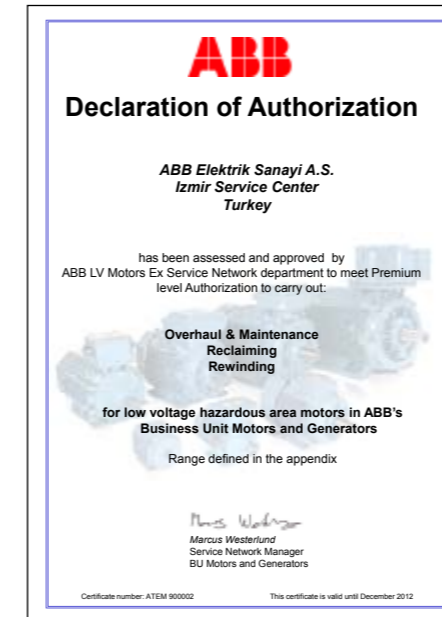 ABB
Declaration of Authorization
ABB Elektrik Sanayi A.S.
Izmir Service Center
Turkey
has been assessed and approved by
ABB LV Motors Ex Service Network department to meet Premium
level Authorization to carry out:
Overhaul & Maintenance
Reclaiming
Rewinding
for low voltage hazardous area motors in ABB's
Business Unit Motors and Generators
Range defined in the appendix
Marcus Westerlund
Service Network Manager
BU Motors and Generators
Certificate number: ATEM 900002 This certificate is valid until December 2012